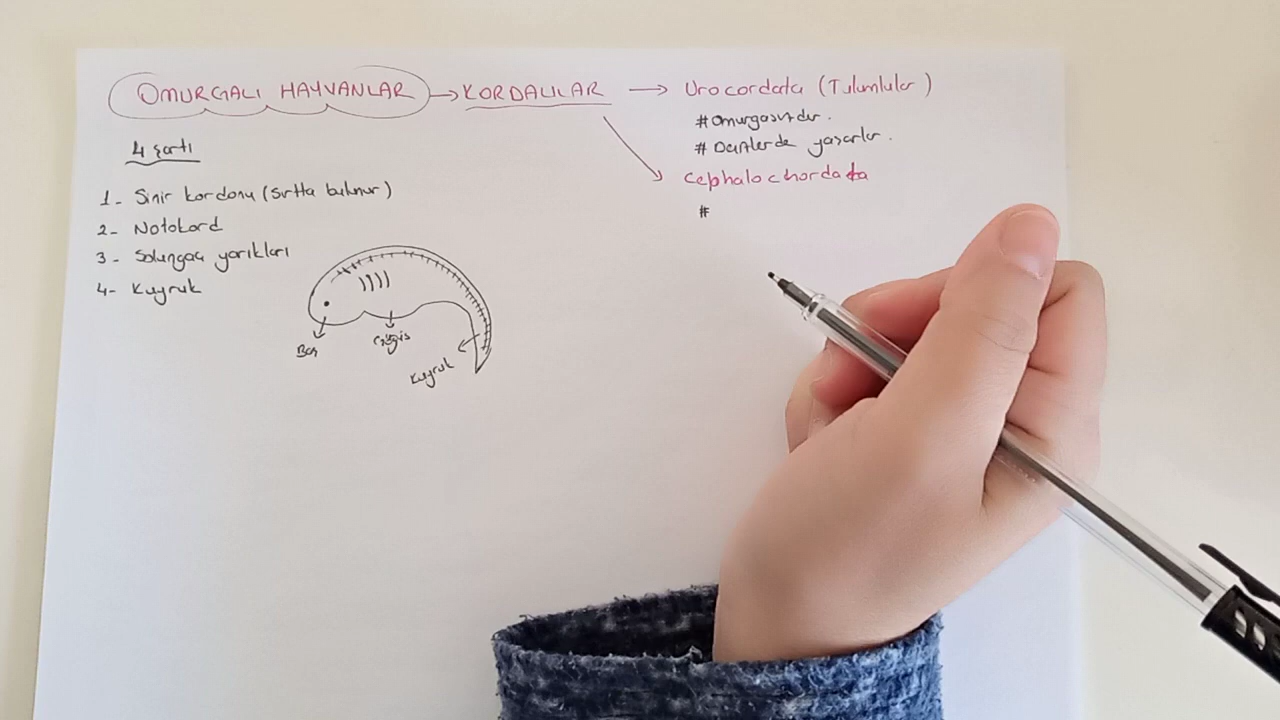 OMURGALI HAYVANLAR → KORDALILAR → Urocordata (Tulumlular)
# Omurgasızdır.
# Denizlerde yaşarlar.
Cephalochordata
#
4 şartı
1- Sinir kordonu (sırtta bulunur)
2- Notokord
3- Solungaç yarıkları
4- Kuyruk
Baş
Göğüs
Kuyruk